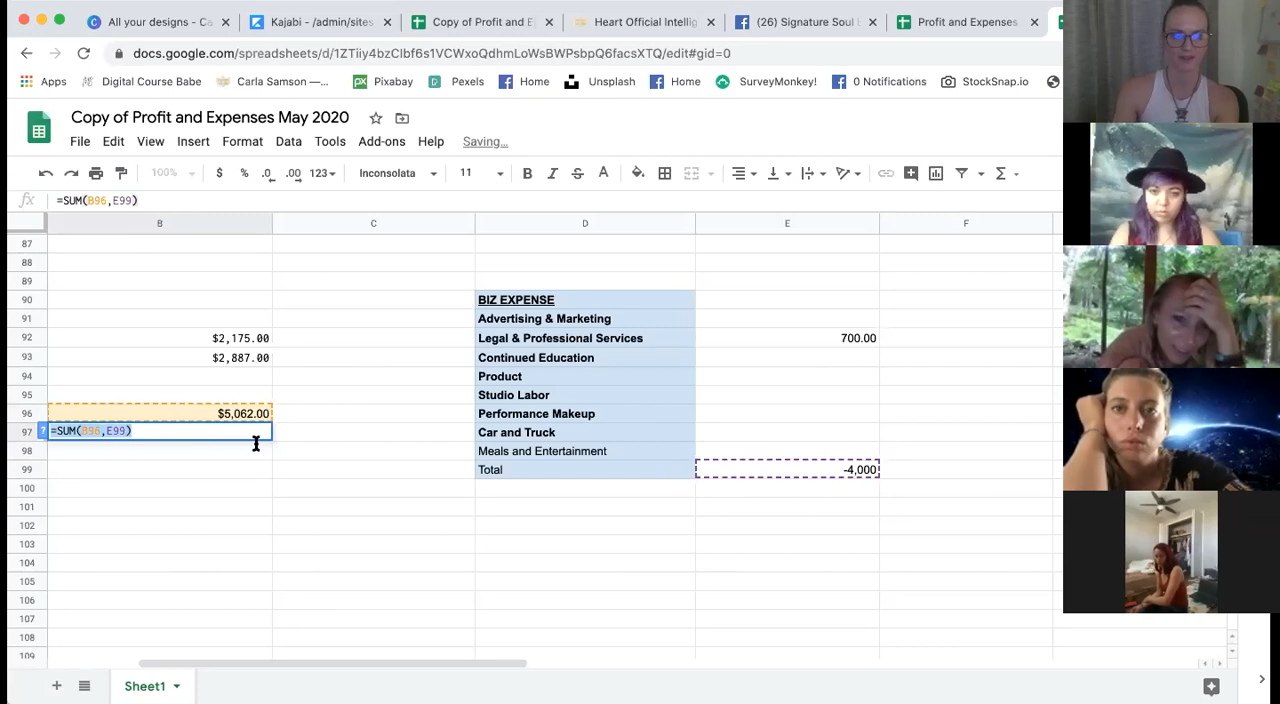 All your designs - Ca
Kajabi - /admin/sites
Copy of Profit and E
Heart Official Intellig
(26) Signature Soul
Profit and Expenses
docs.google.com/spreadsheets/d/1ZTiiy4bzClbf6s1VCWxoQdhmLoWsBWPsbpQ6facsXTQ/edit#gid=0
Apps Digital Course Babe Carla Samson —... Pixabay Pexels Home Unsplash Home SurveyMonkey! 0 Notifications StockSnap.io
Copy of Profit and Expenses May 2020
File Edit View Insert Format Data Tools Add-ons Help Saving...
100% $ % .0 .00 123 Inconsolata 11 B I S A Σ
fx =SUM(B96,E99)
B C D E F
87
88
89
90 BIZ EXPENSE
91 Advertising & Marketing
92 $2,175.00 Legal & Professional Services 700.00
93 $2,887.00 Continued Education
94 Product
95 Studio Labor
96 $5,062.00 Performance Makeup
97 ? =SUM(B96,E99) Car and Truck
98 Meals and Entertainment
99 Total -4,000
100
101
102
103
104
105
106
107
108
109
Sheet1